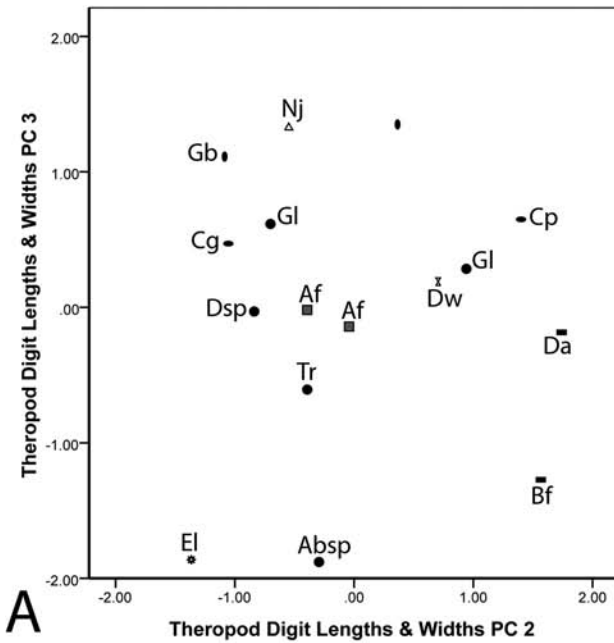 2.00
Nj
Gb
1.00
Gl
Cp
Cg
Gl
Af
Dw
Dsp
Af
.00
Da
Tr
-1.00
Bf
El
Absp
-2.00
-2.00 -1.00 .00 1.00 2.00
Theropod Digit Lengths & Widths PC 3
Theropod Digit Lengths & Widths PC 2
A